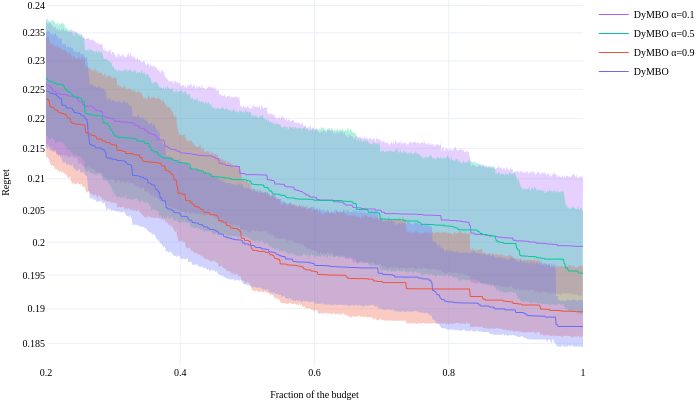 0.24
0.235
0.23
0.225
0.22
0.215
0.21
0.205
0.2
0.195
0.19
0.185
Regret
0.2 0.4 0.6 0.8 1
Fraction of the budget
DyMBO α=0.1
DyMBO α=0.5
DyMBO α=0.9
DyMBO